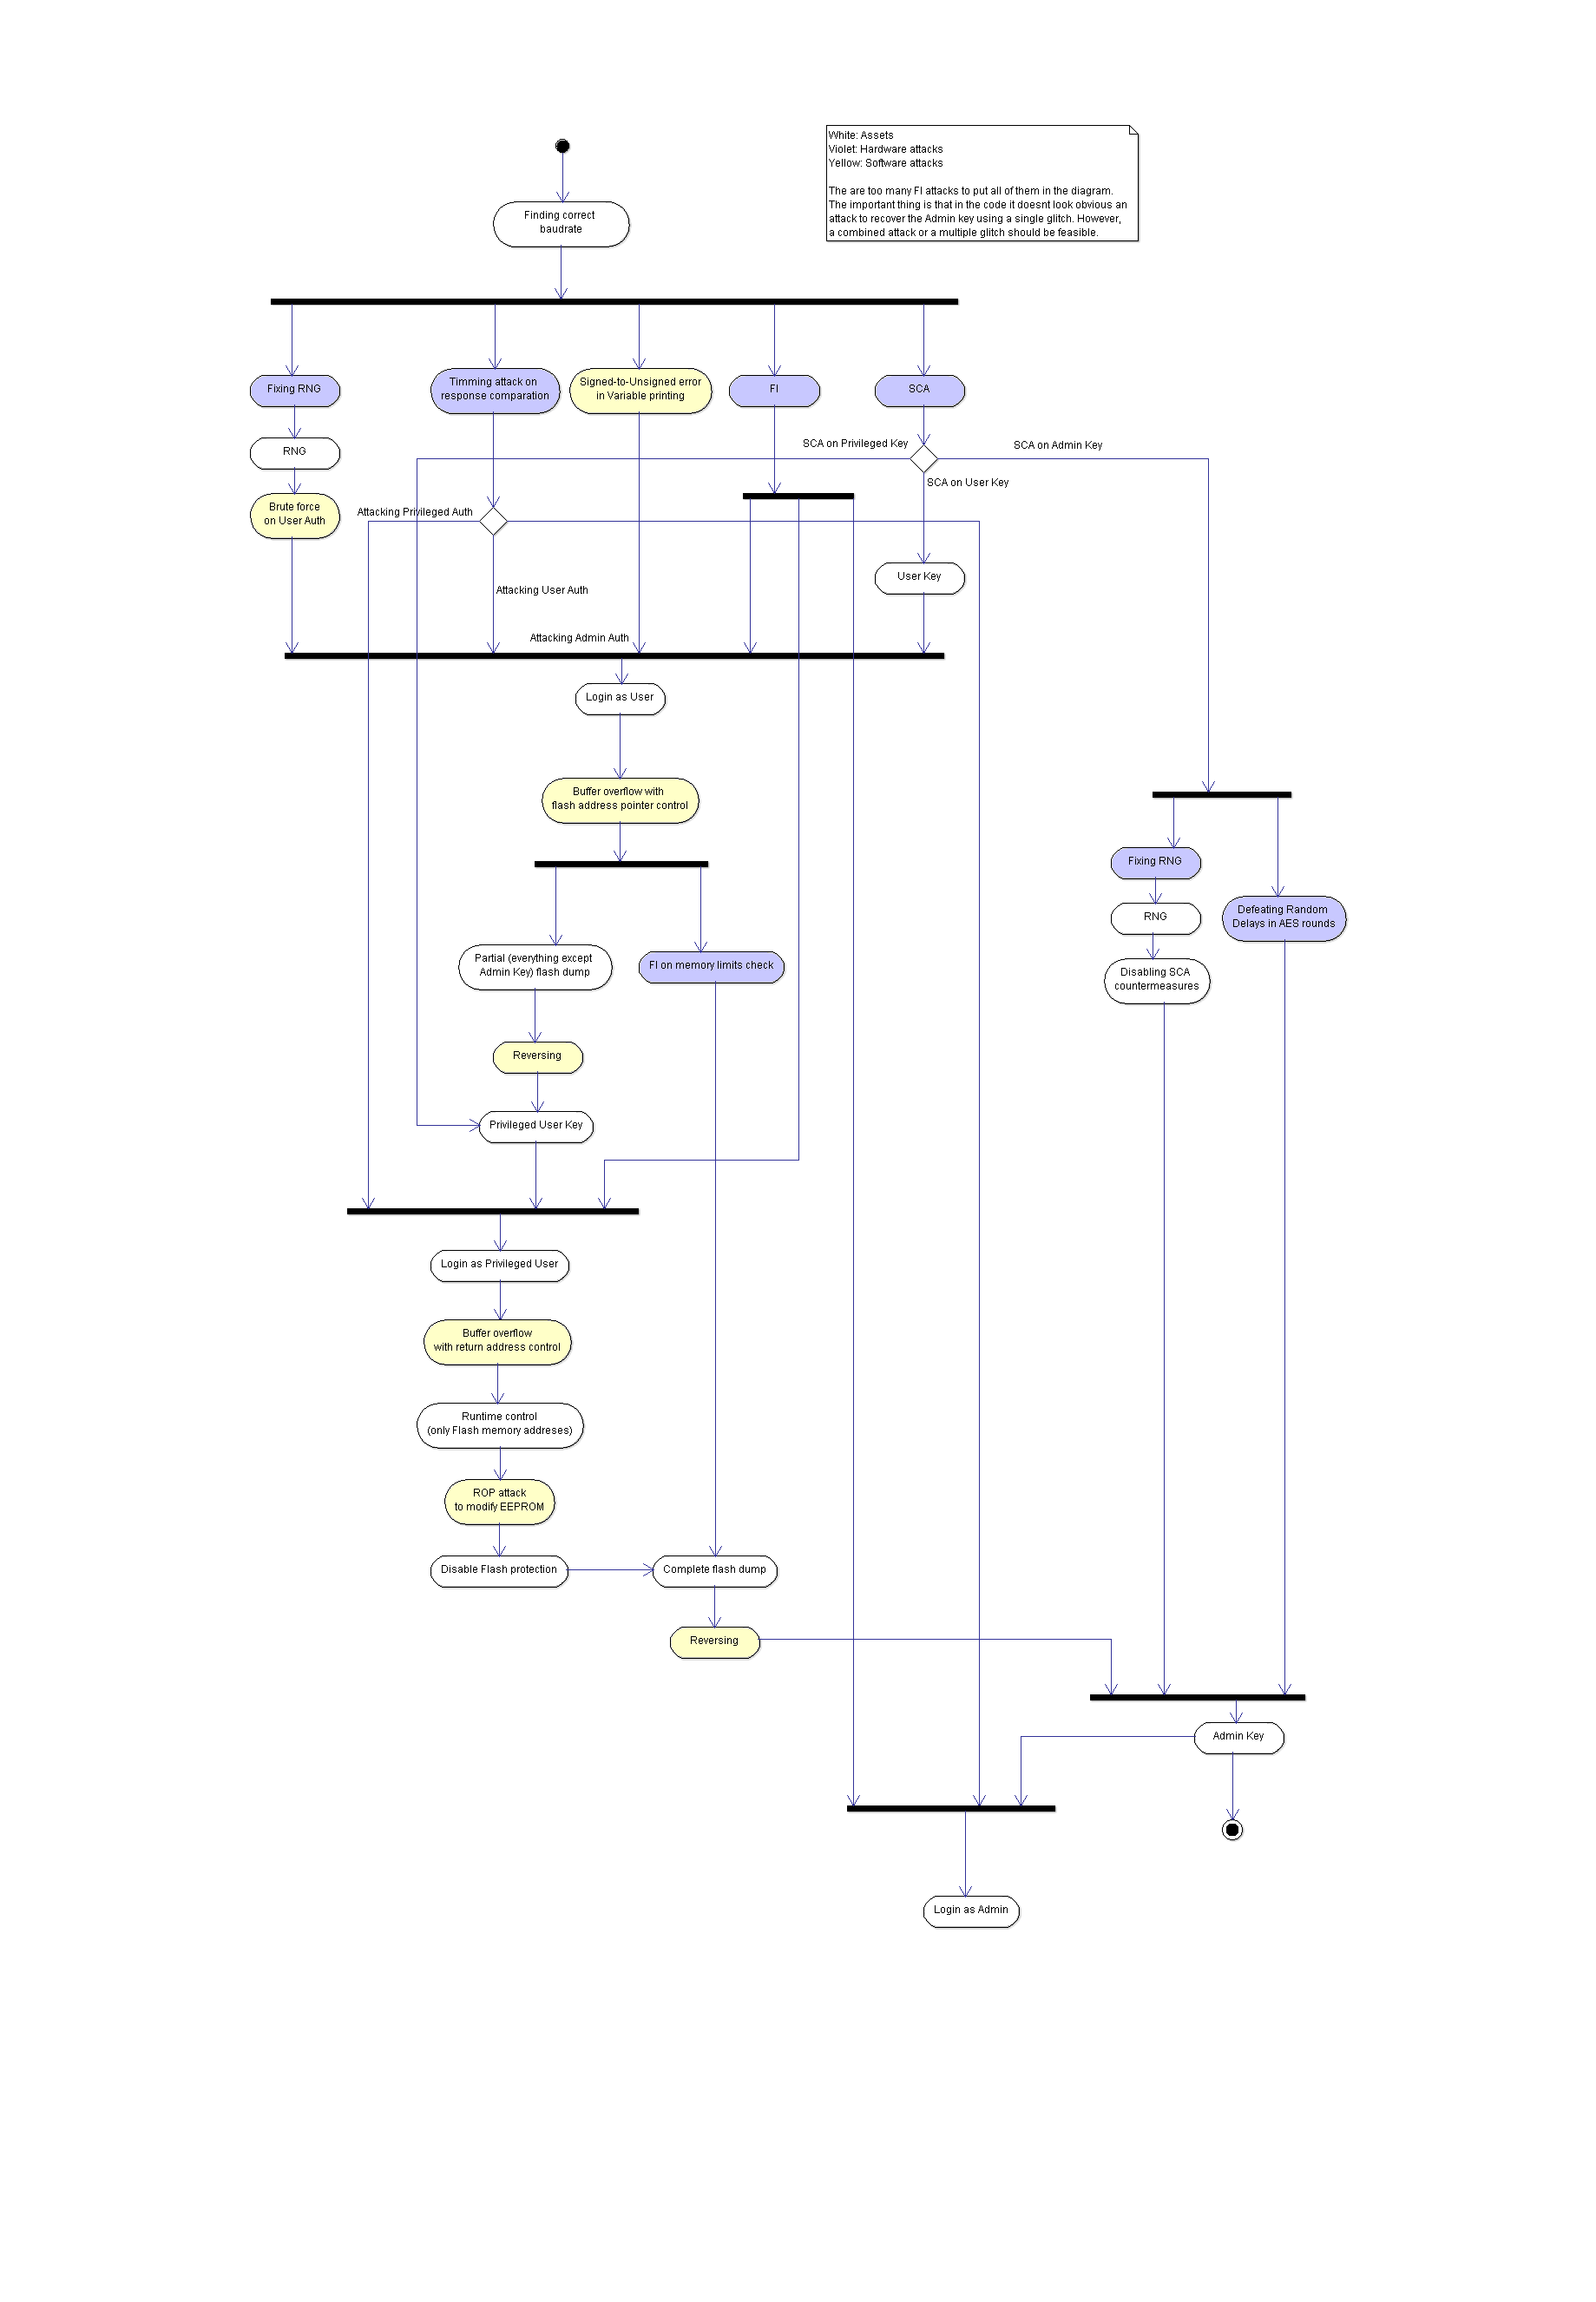 White: Assets
Violet: Hardware attacks
Yellow: Software attacks
The are too many FI attacks to put all of them in the diagram.
The important thing is that in the code it doesnt look obvious an
attack to recover the Admin key using a single glitch. However,
a combined attack or a multiple glitch should be feasible.
Finding correct
baudrate
Fixing RNG
Timming attack on
response comparation
Signed-to-Unsigned error
in Variable printing
FI
SCA
RNG
SCA on Privileged Key
SCA on Admin Key
SCA on User Key
Brute force
on User Auth
Attacking Privileged Auth
User Key
Attacking User Auth
Attacking Admin Auth
Login as User
Buffer overflow with
flash address pointer control
Fixing RNG
RNG
Defeating Random
Delays in AES rounds
Partial (everything except
Admin Key) flash dump
FI on memory limits check
Disabling SCA
countermeasures
Reversing
Privileged User Key
Login as Privileged User
Buffer overflow
with return address control
Runtime control
(only Flash memory addreses)
ROP attack
to modify EEPROM
Disable Flash protection
Complete flash dump
Reversing
Admin Key
Login as Admin